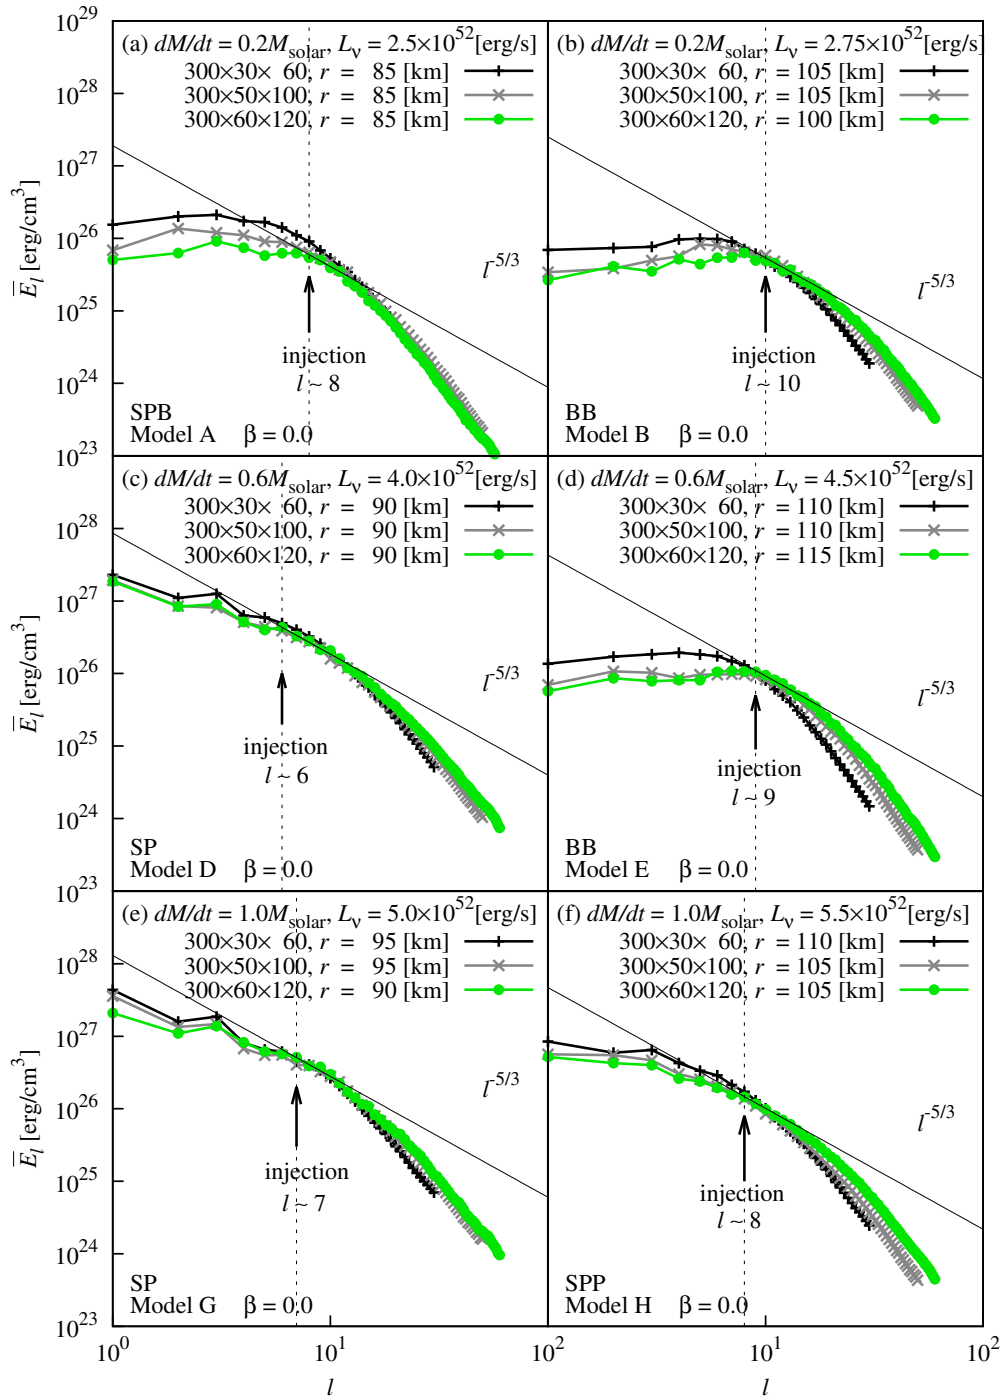 (a) dM/dt = 0.2M_solar, L_ν = 2.5×10^52 [erg/s]
300×30× 60, r = 85 [km]
300×50×100, r = 85 [km]
300×60×120, r = 85 [km]
10^29
10^28
10^27
10^26
10^25
10^24
10^23
E̅_l [erg/cm^3]
l^-5/3
injection
l ~ 8
SPB
Model A β = 0.0
(b) dM/dt = 0.2M_solar, L_ν = 2.75×10^52 [erg/s]
300×30× 60, r = 105 [km]
300×50×100, r = 105 [km]
300×60×120, r = 100 [km]
l^-5/3
injection
l ~ 10
BB
Model B β = 0.0
(c) dM/dt = 0.6M_solar, L_ν = 4.0×10^52 [erg/s]
300×30× 60, r = 90 [km]
300×50×100, r = 90 [km]
300×60×120, r = 90 [km]
10^28
10^27
10^26
10^25
10^24
10^23
E̅_l [erg/cm^3]
l^-5/3
injection
l ~ 6
SP
Model D β = 0.0
(d) dM/dt = 0.6M_solar, L_ν = 4.5×10^52 [erg/s]
300×30× 60, r = 110 [km]
300×50×100, r = 110 [km]
300×60×120, r = 115 [km]
l^-5/3
injection
l ~ 9
BB
Model E β = 0.0
(e) dM/dt = 1.0M_solar, L_ν = 5.0×10^52 [erg/s]
300×30× 60, r = 95 [km]
300×50×100, r = 95 [km]
300×60×120, r = 90 [km]
10^28
10^27
10^26
10^25
10^24
10^23
E̅_l [erg/cm^3]
l^-5/3
injection
l ~ 7
SP
Model G β = 0.0
(f) dM/dt = 1.0M_solar, L_ν = 5.5×10^52 [erg/s]
300×30× 60, r = 110 [km]
300×50×100, r = 105 [km]
300×60×120, r = 105 [km]
l^-5/3
injection
l ~ 8
SPP
Model H β = 0.0
10^0 10^1 10^2 10^1 10^2
l l